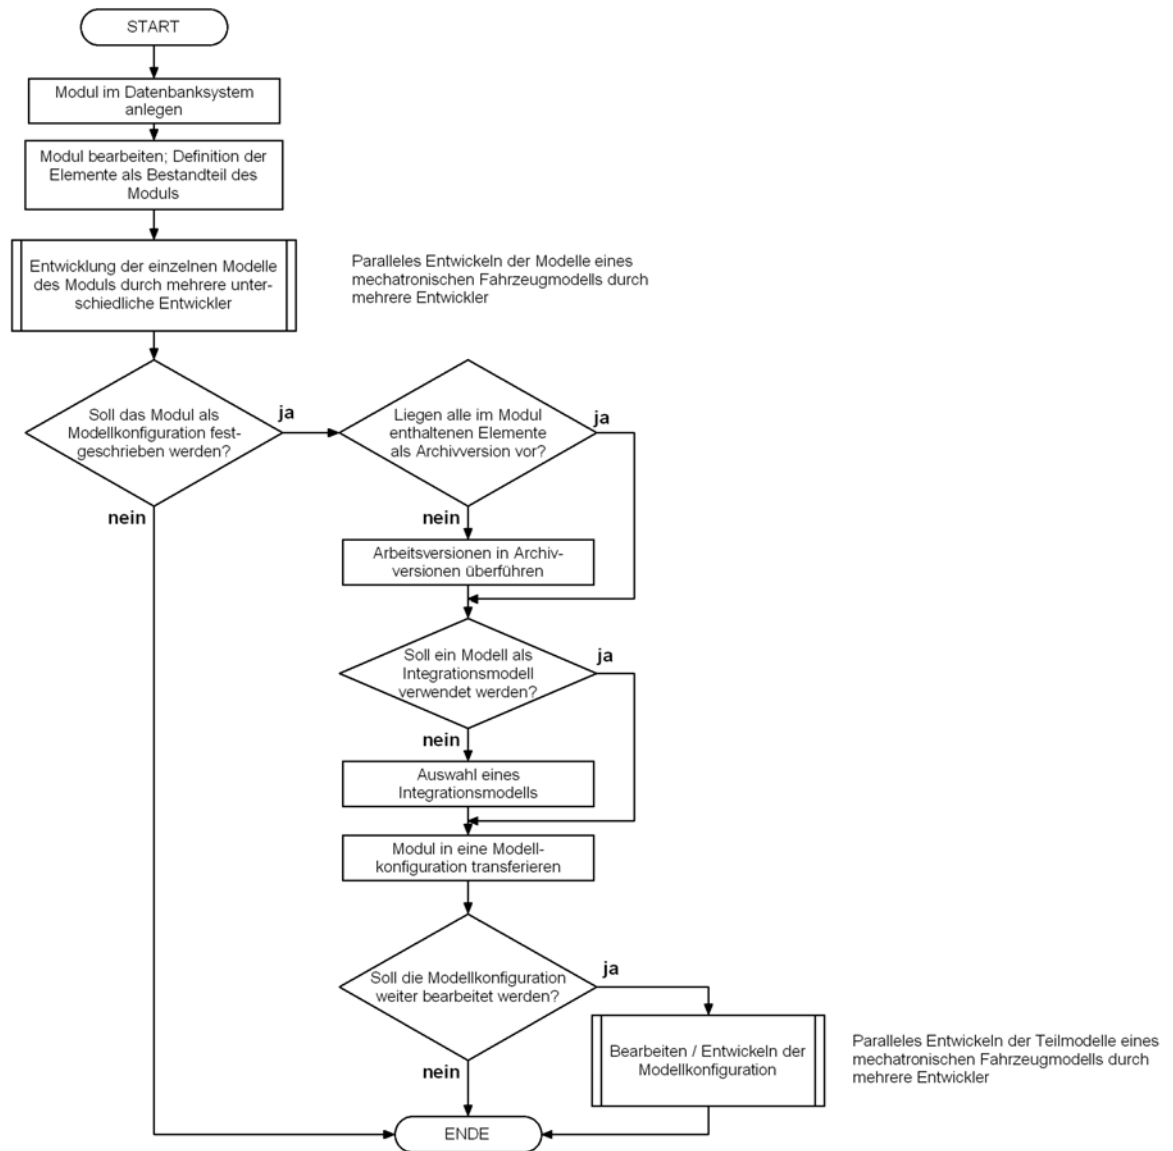 START
Modul im Datenbanksystem
anlegen
Modul bearbeiten; Definition der
Elemente als Bestandteil des
Moduls
Entwicklung der einzelnen Modelle
des Moduls durch mehrere unter-
schiedliche Entwickler
Paralleles Entwickeln der Modelle eines
mechatronischen Fahrzeugmodells durch
mehrere Entwickler
Soll das Modul als
Modellkonfiguration fest-
geschrieben werden?
ja
nein
Liegen alle im Modul
enthaltenen Elemente
als Archivversion vor?
ja
nein
Arbeitsversionen in Archiv-
versionen überführen
Soll ein Modell als
Integrationsmodell
verwendet werden?
ja
nein
Auswahl eines
Integrationsmodells
Modul in eine Modell-
konfiguration transferieren
Soll die Modellkonfiguration
weiter bearbeitet werden?
ja
nein
Bearbeiten / Entwickeln der
Modellkonfiguration
Paralleles Entwickeln der Teilmodelle eines
mechatronischen Fahrzeugmodells durch
mehrere Entwickler
ENDE